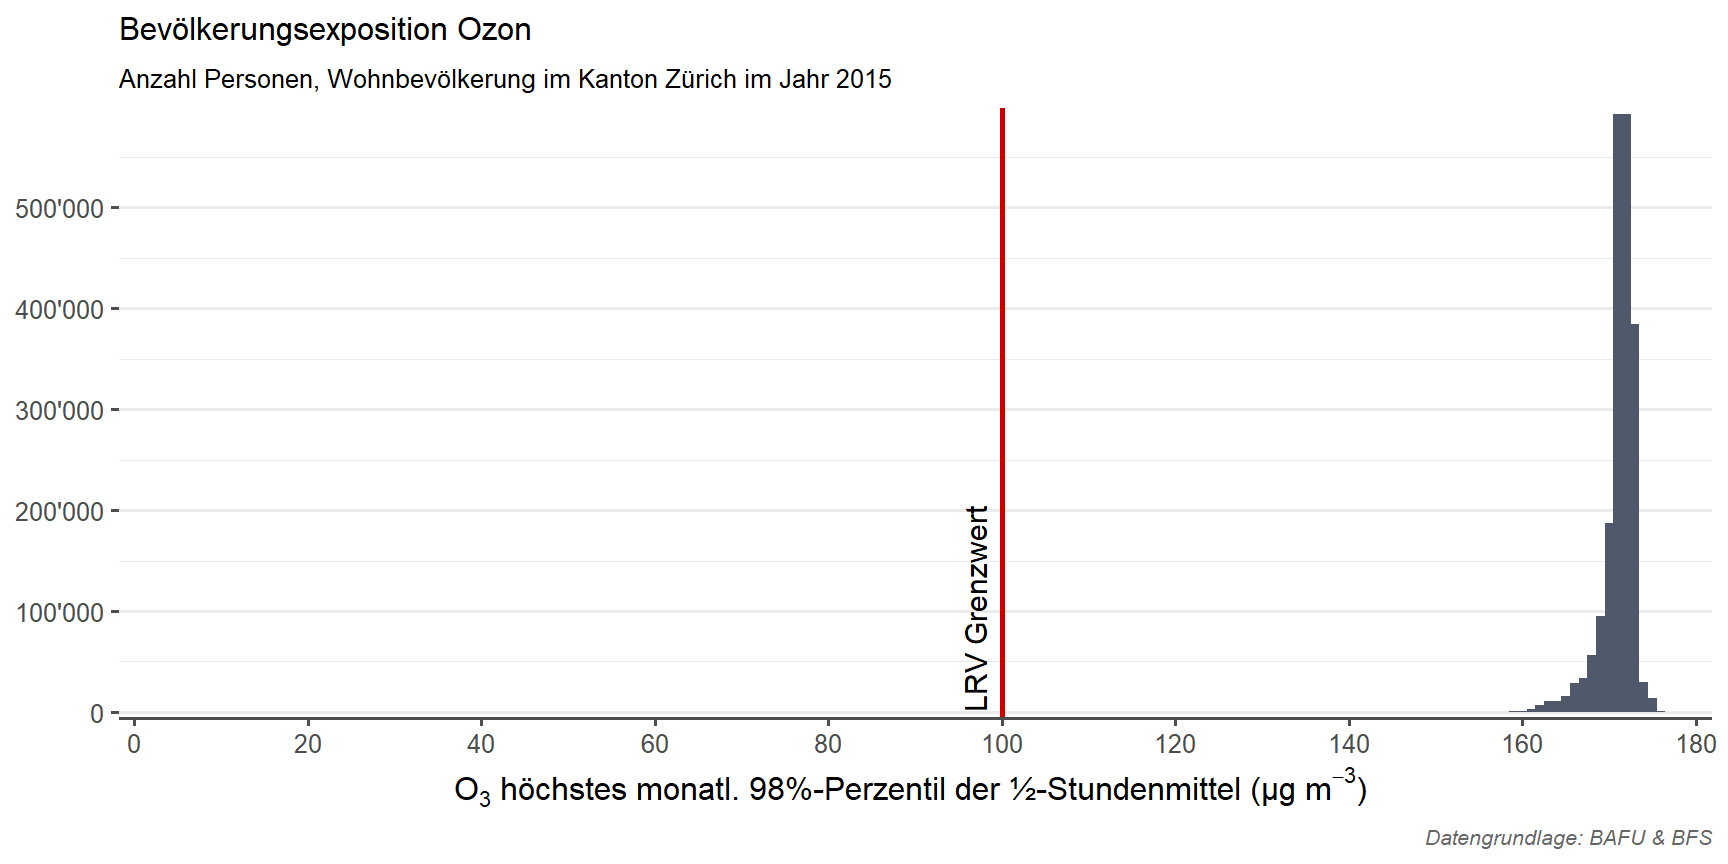 Bevölkerungsexposition Ozon
Anzahl Personen, Wohnbevölkerung im Kanton Zürich im Jahr 2015
500'000
400'000
300'000
200'000
100'000
0
LRV Grenzwert
0 20 40 60 80 100 120 140 160 180
O₃ höchstes monatl. 98%-Perzentil der ½-Stundenmittel (µg m⁻³)
Datengrundlage: BAFU & BFS